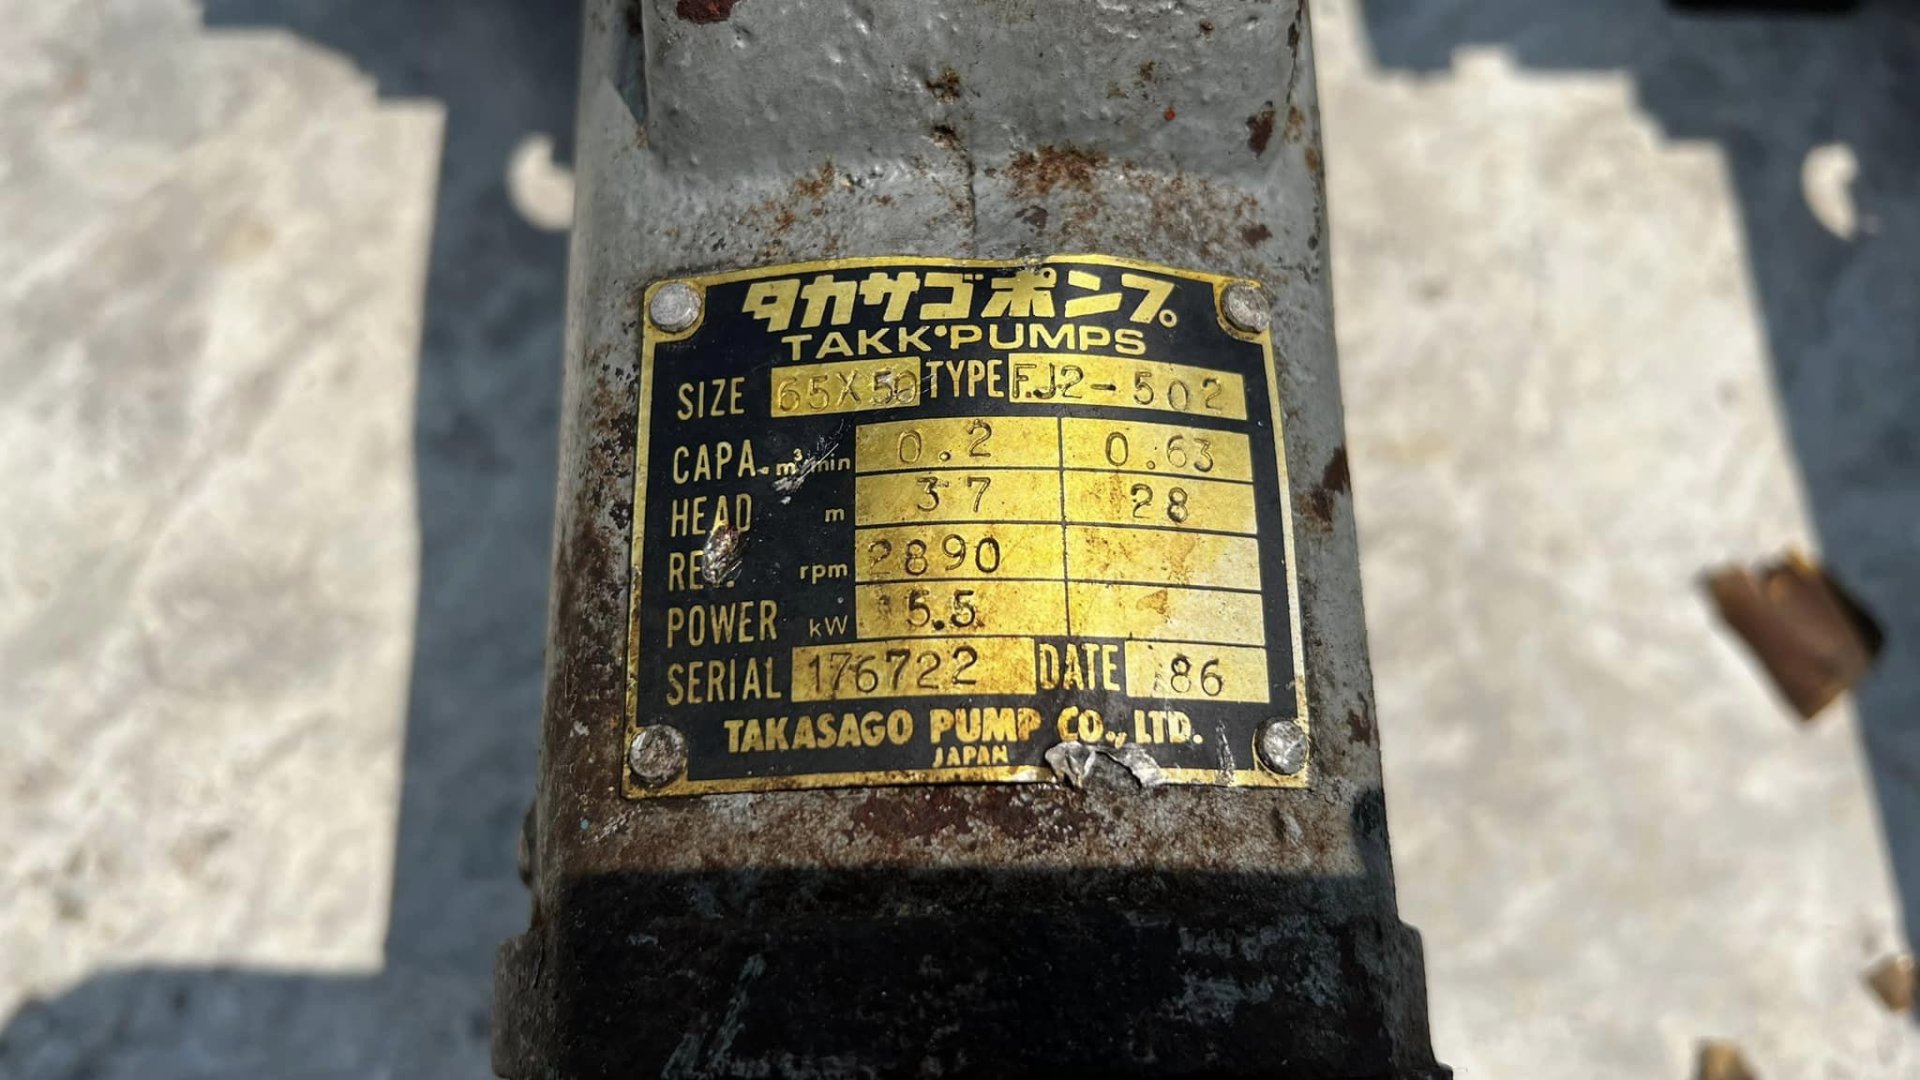 タカサゴポンプ。
TAKK•PUMPS
SIZE 65X50 TYPE FJ2-502
CAPA. m³/min 0.2 0.63
HEAD m 37 28
REV. rpm 2890
POWER kW 5.5
SERIAL 176722 DATE 86
TAKASAGO PUMP CO., LTD.
JAPAN